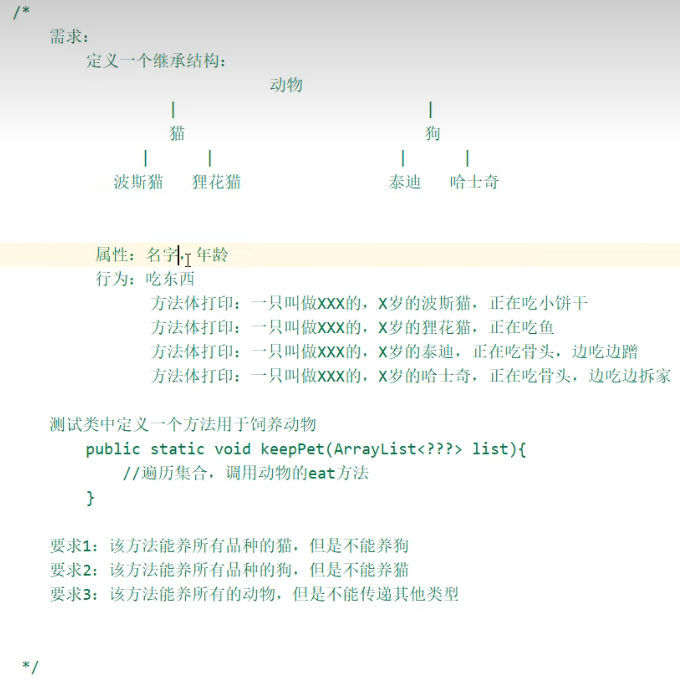 /*
需求:
定义一个继承结构:
动物
|                    |
猫                    狗
|    |              |    |
波斯猫  狸花猫          泰迪  哈士奇
属性: 名字, 年龄
行为: 吃东西
方法体打印: 一只叫做XXX的, X岁的波斯猫, 正在吃小饼干
方法体打印: 一只叫做XXX的, X岁的狸花猫, 正在吃鱼
方法体打印: 一只叫做XXX的, X岁的泰迪, 正在吃骨头, 边吃边蹭
方法体打印: 一只叫做XXX的, X岁的哈士奇, 正在吃骨头, 边吃边拆家
测试类中定义一个方法用于饲养动物
public static void keepPet(ArrayList<???> list){
//遍历集合, 调用动物的eat方法
}
要求1: 该方法能养所有品种的猫, 但是不能养狗
要求2: 该方法能养所有品种的狗, 但是不能养猫
要求3: 该方法能养所有的动物, 但是不能传递其他类型
*/